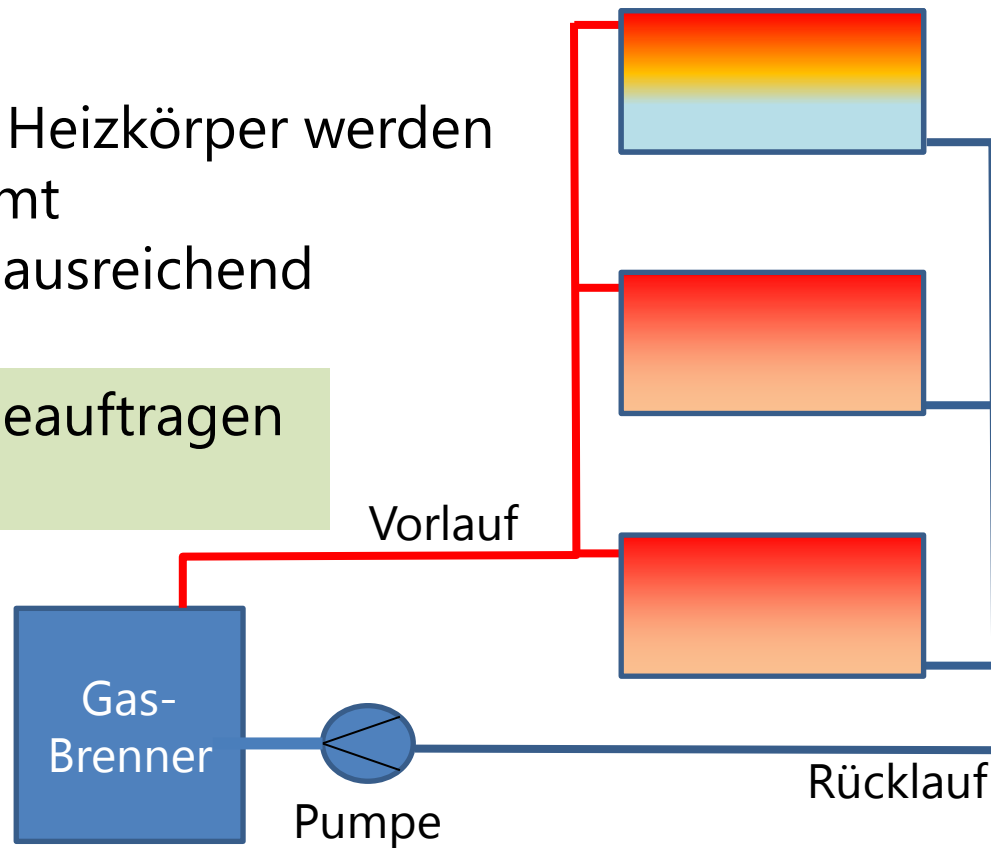 Heizkörper werden
mt
ausreichend
eauftragen
Vorlauf
Gas-
Brenner
Rücklauf
Pumpe